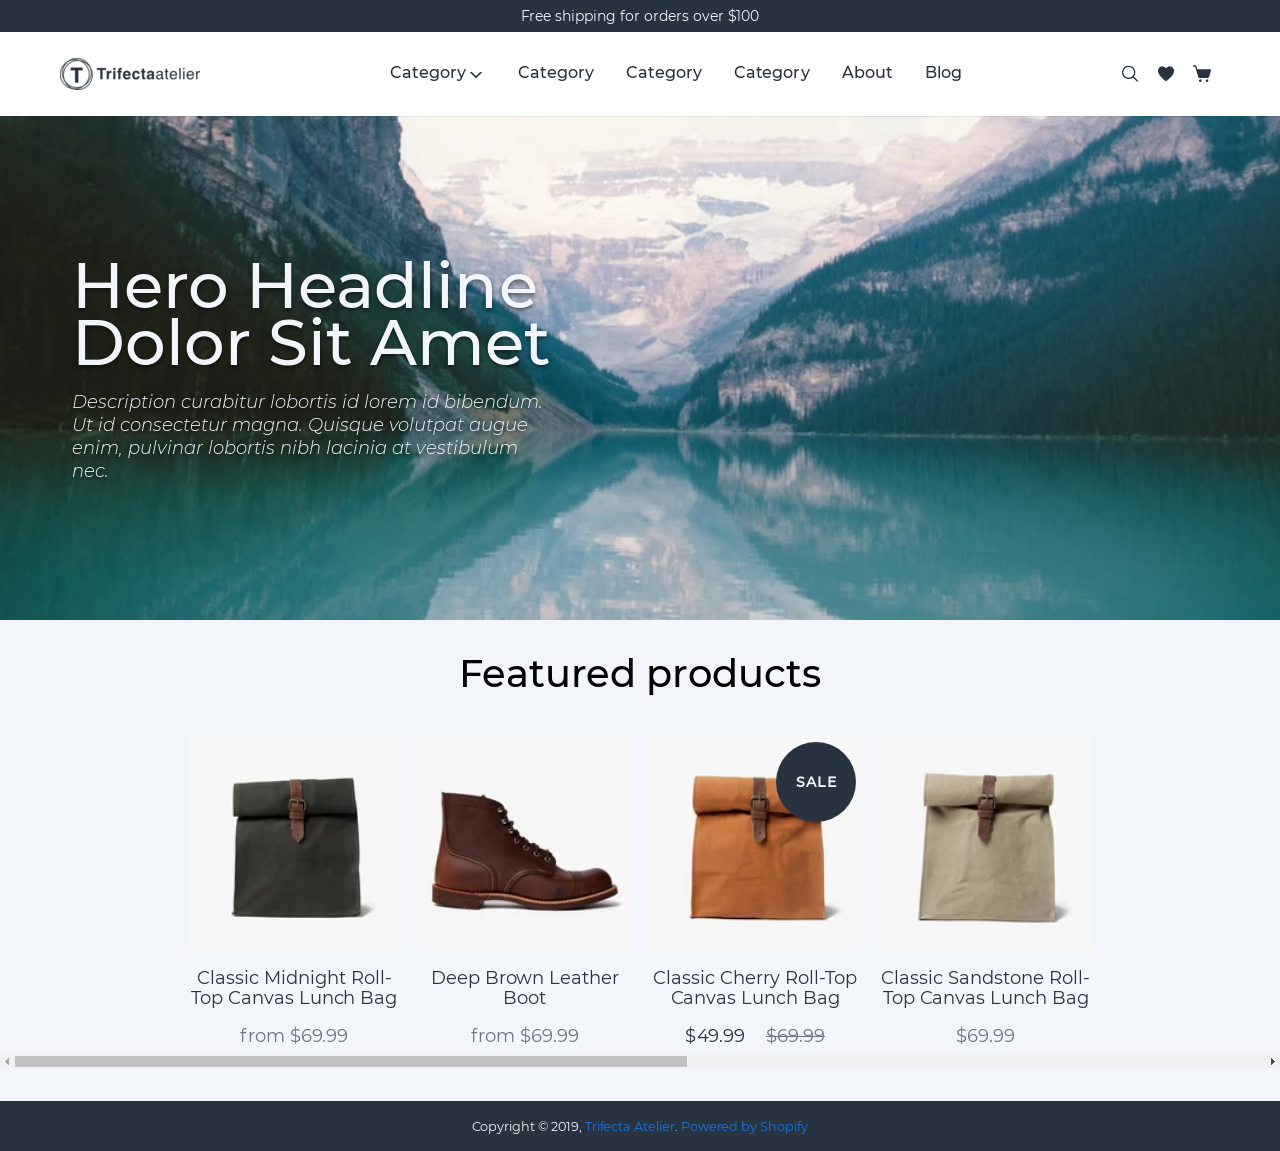 Free shipping for orders over $100
T Trifectaatelier
Category Category Category Category About Blog
Hero Headline
Dolor Sit Amet
Description curabitur lobortis id lorem id bibendum.
Ut id consectetur magna. Quisque volutpat augue
enim, pulvinar lobortis nibh lacinia at vestibulum
nec.
Featured products
SALE
Classic Midnight Roll-
Top Canvas Lunch Bag
from $69.99
Deep Brown Leather
Boot
from $69.99
Classic Cherry Roll-Top
Canvas Lunch Bag
$49.99 $69.99
Classic Sandstone Roll-
Top Canvas Lunch Bag
$69.99
Copyright © 2019, Trifecta Atelier. Powered by Shopify